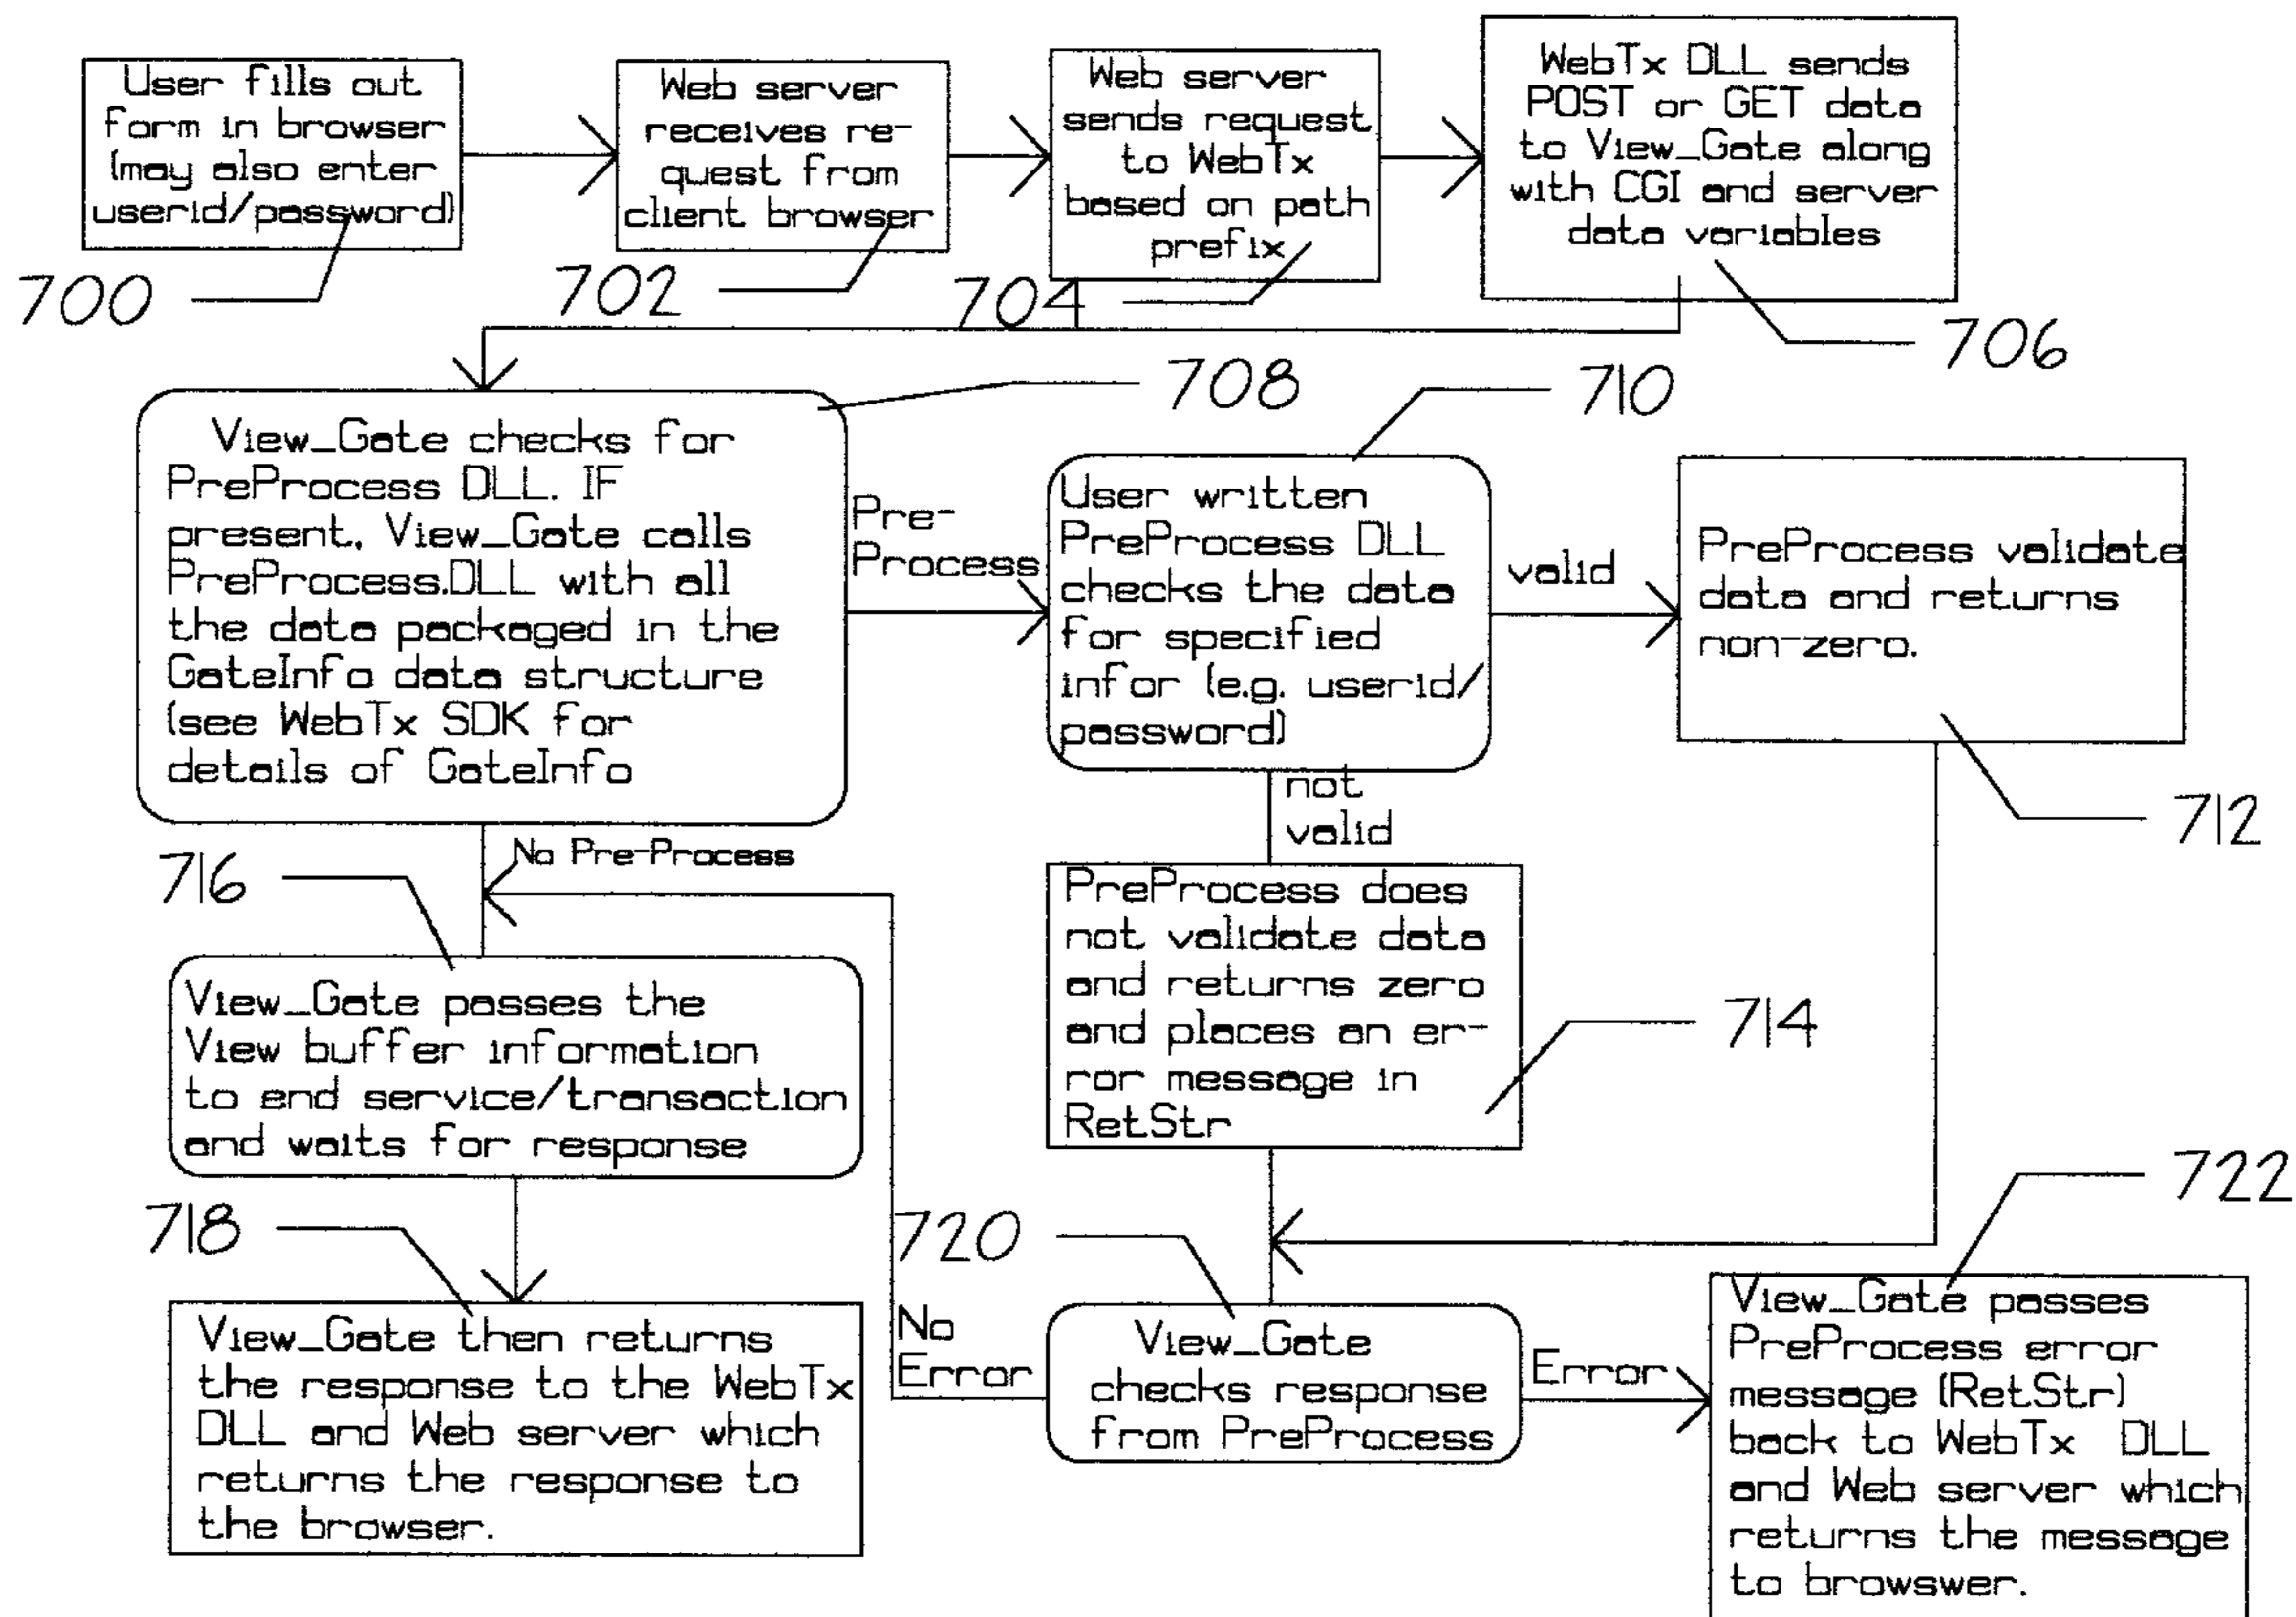 User fills out
form in browser
(may also enter
userid/password)
700
Web server
receives re-
quest from
client browser
702
Web server
sends request
to WebTx
based on path
prefix
704
WebTx DLL sends
POST or GET data
to View_Gate along
with CGI and server
data variables
706
View_Gate checks for
PreProcess DLL. IF
present, View_Gate calls
PreProcess.DLL with all
the data packaged in the
GateInfo data structure
(see WebTx SDK for
details of GateInfo
708
Pre-
Process
User written
PreProcess DLL
checks the data
for specified
infor (e.g. userid/
password)
710
valid
PreProcess validate
data and returns
non-zero.
712
not
valid
PreProcess does
not validate data
and returns zero
and places an er-
ror message in
RetStr
714
No Pre-Process
716
View_Gate passes the
View buffer information
to end service/transaction
and waits for response
718
View_Gate then returns
the response to the WebTx
DLL and Web server which
returns the response to
the browser.
720
No
Error
View_Gate
checks response
from PreProcess
Error
722
View_Gate passes
PreProcess error
message (RetStr)
back to WebTx DLL
and Web server which
returns the message
to browswer.